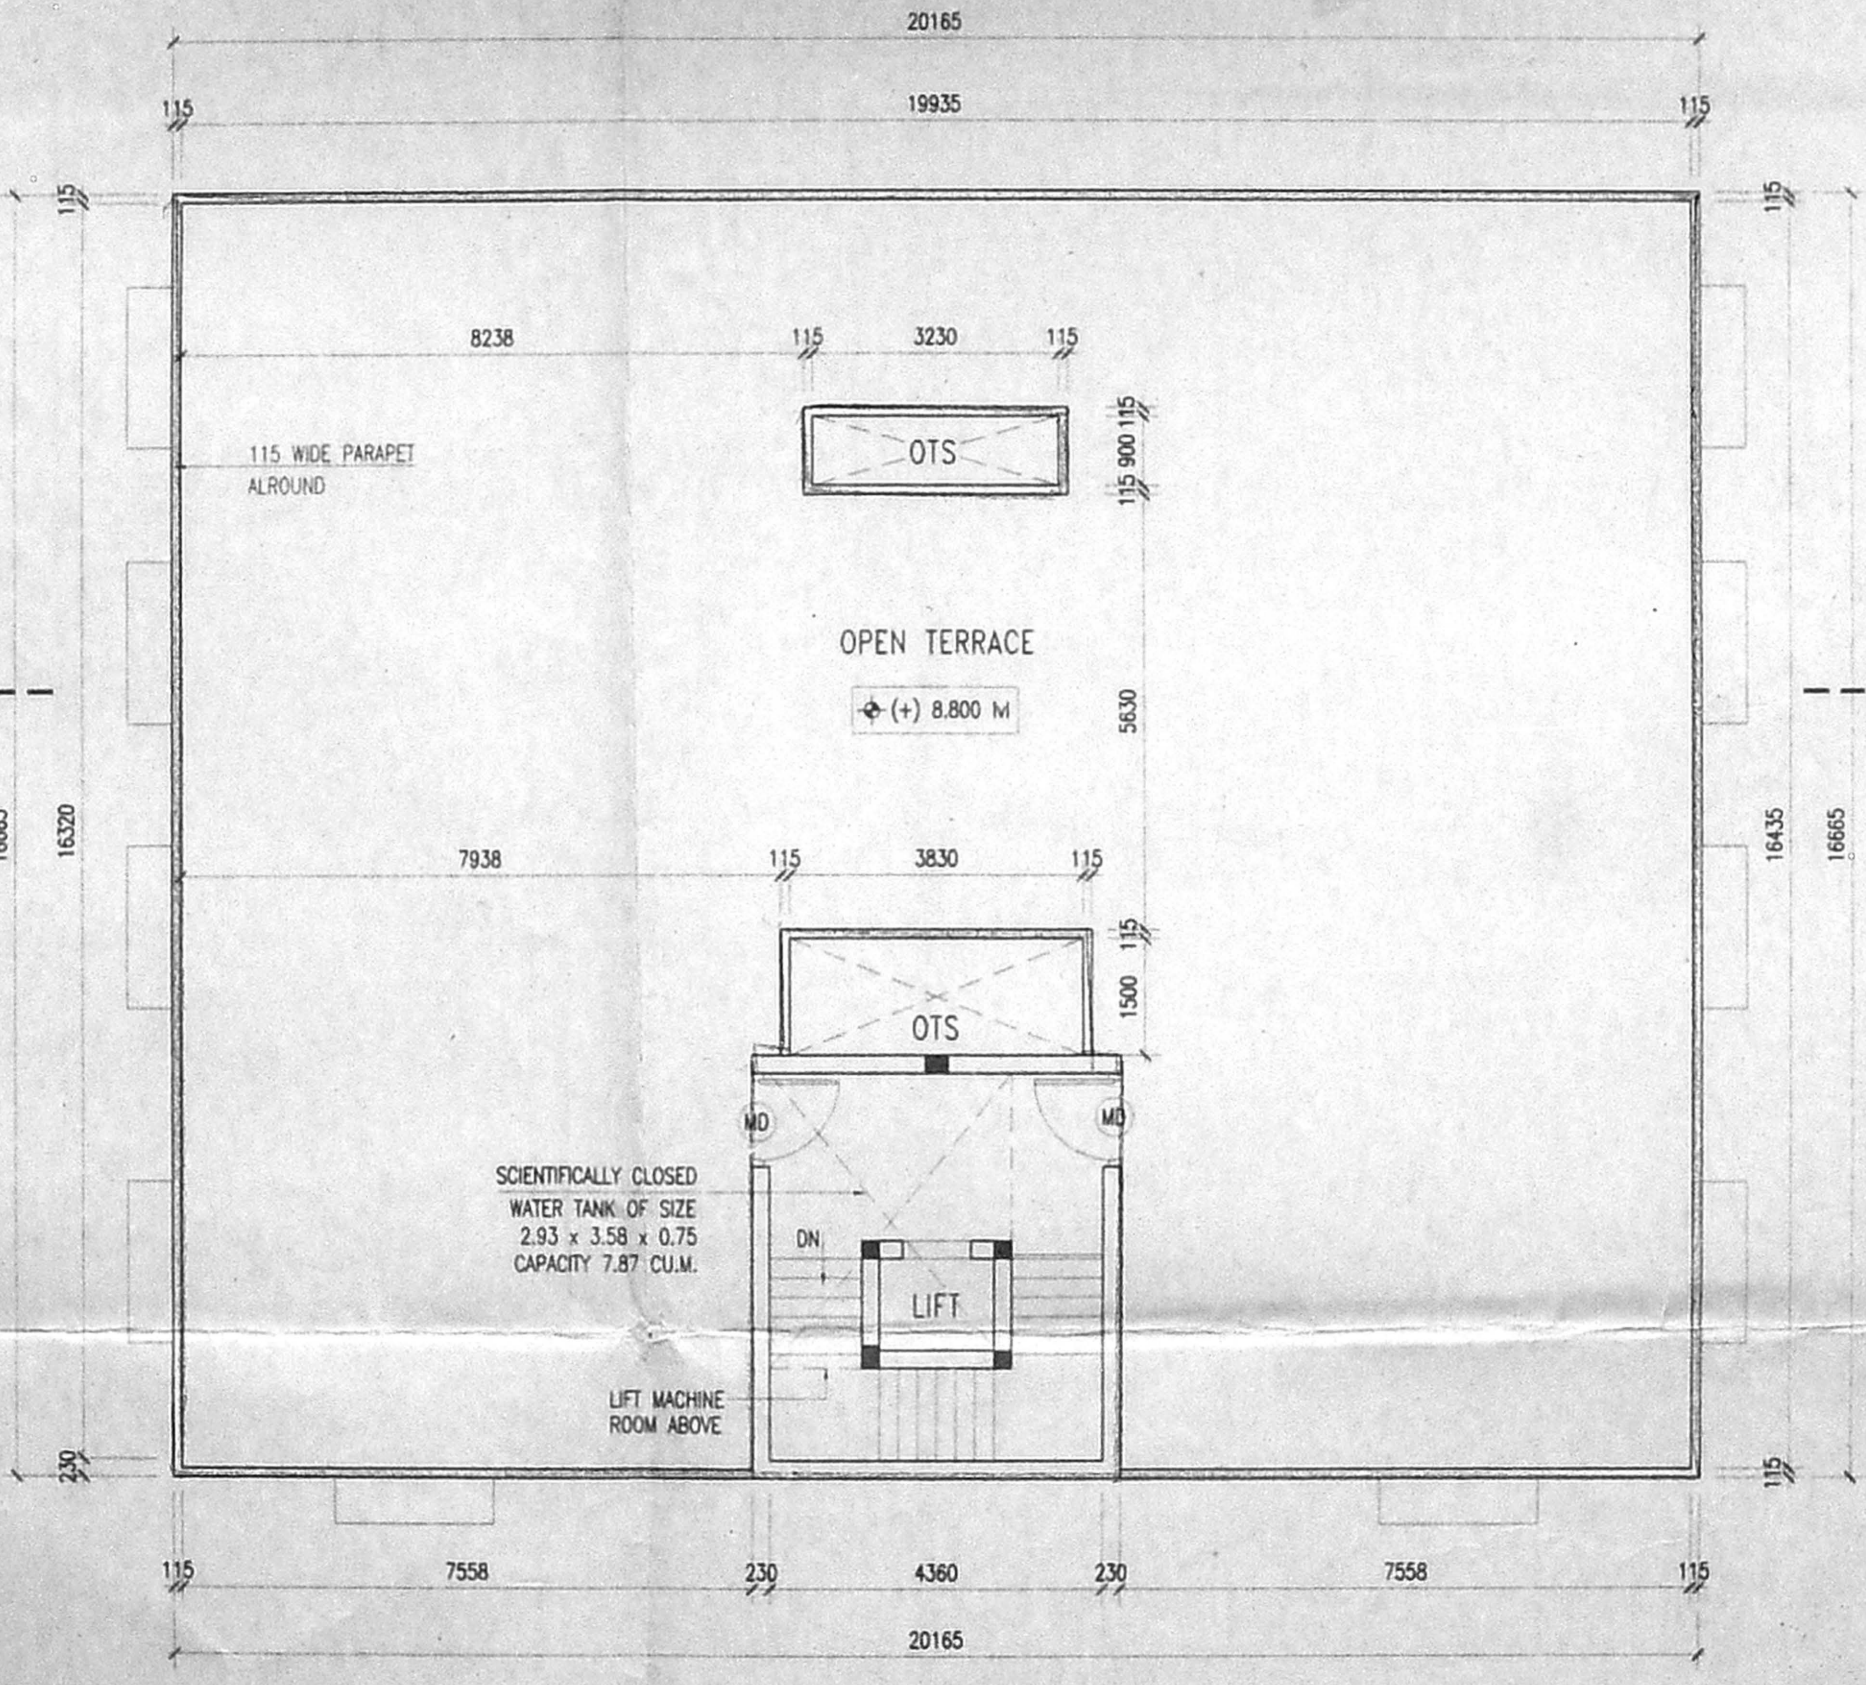 20165
115 19935 115
115
115
8238 115 3230 115
115
900
115
OTS
115 WIDE PARAPET
ALROUND
OPEN TERRACE
(+) 8.800 M
5630
16320
16435
16665
7938 115 3830 115
115
1500
OTS
MD
MD
SCIENTIFICALLY CLOSED
WATER TANK OF SIZE
2.93 x 3.58 x 0.75
CAPACITY 7.87 CU.M.
DN
LIFT
LIFT MACHINE
ROOM ABOVE
230
115
115 7558 230 4360 230 7558 115
20165